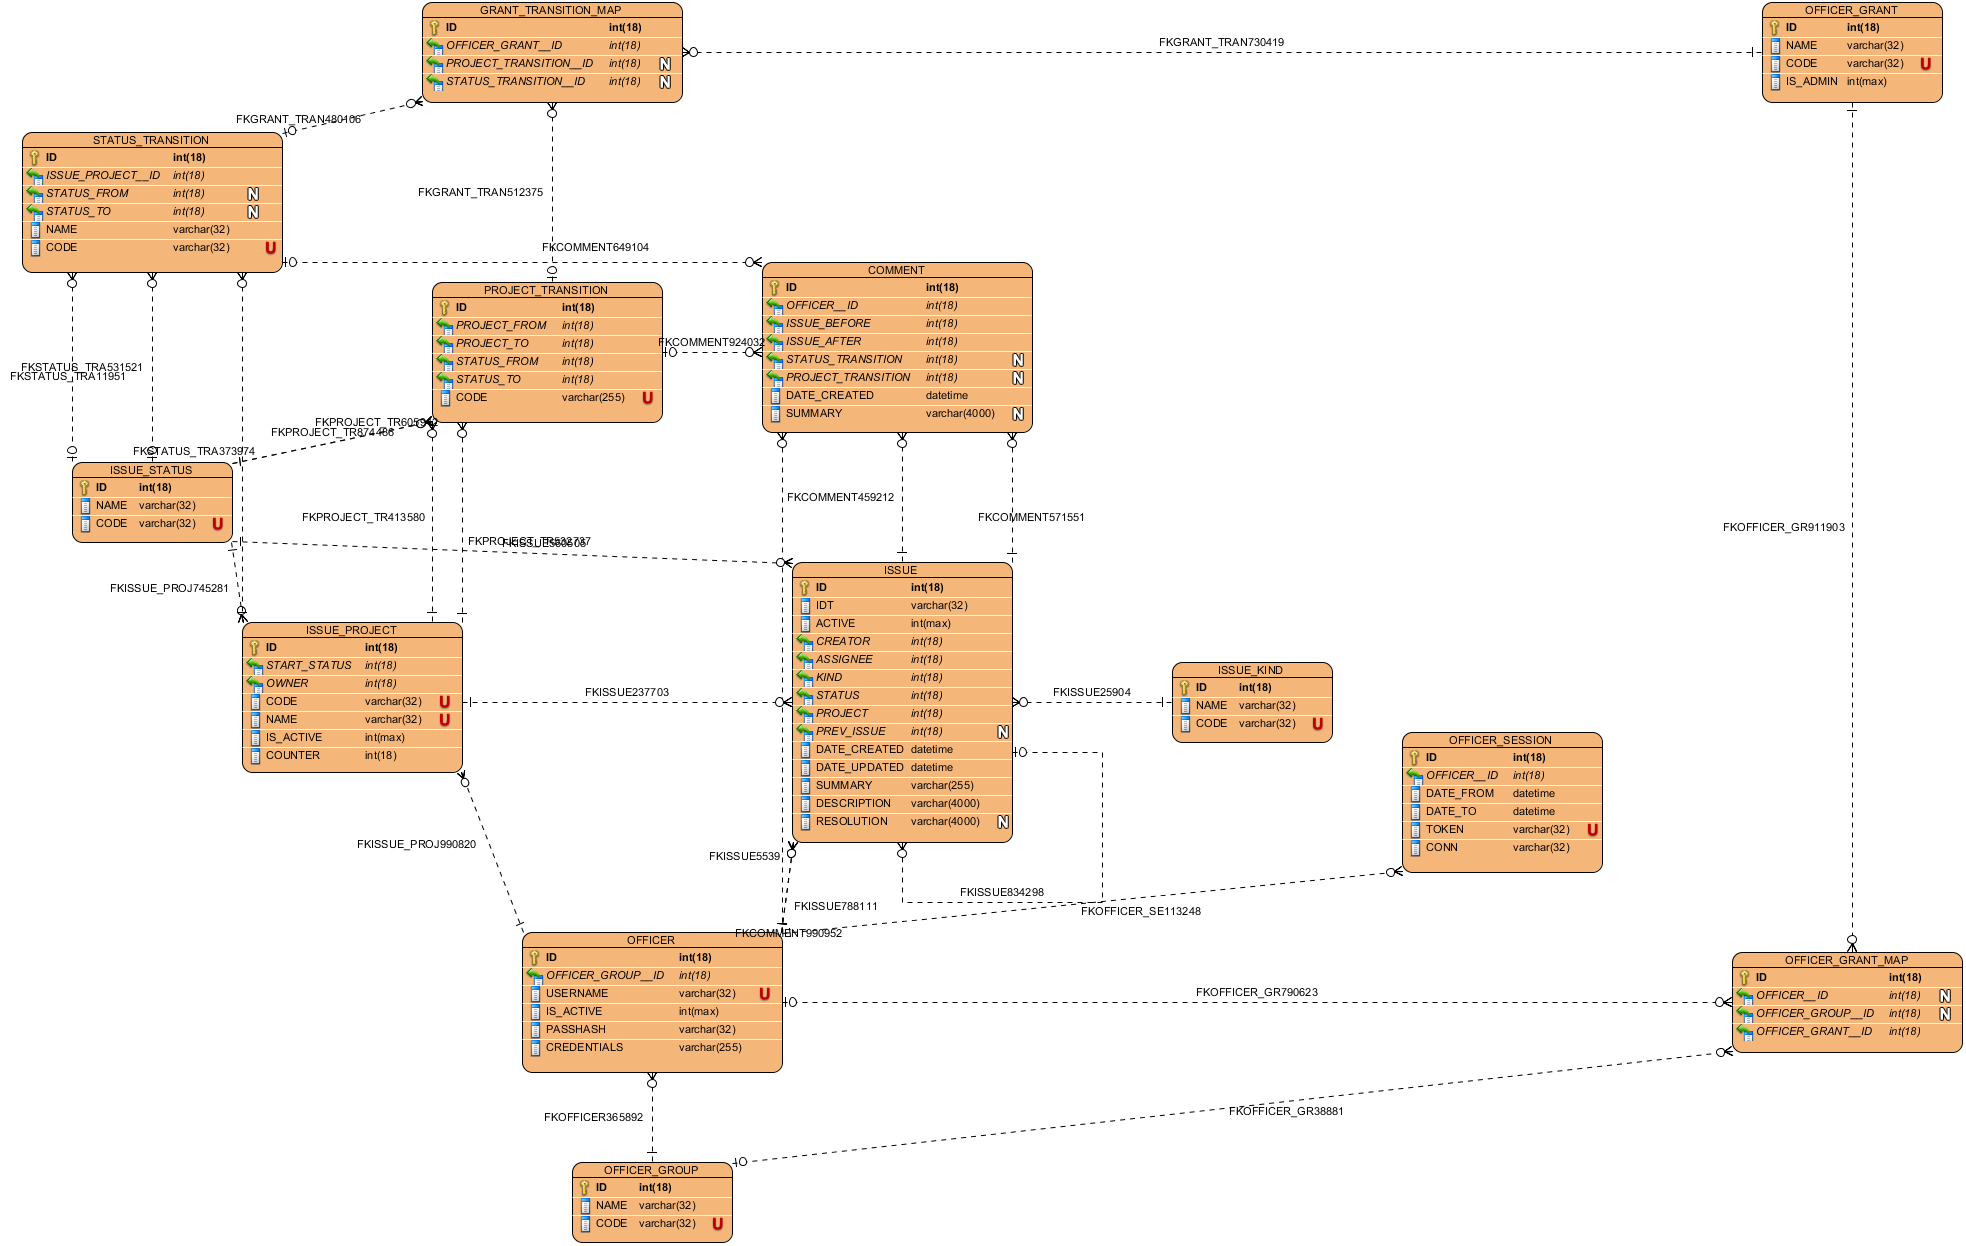 GRANT_TRANSITION_MAP
ID int(18)
OFFICER_GRANT__ID int(18)
PROJECT_TRANSITION__ID int(18) N
STATUS_TRANSITION__ID int(18) N
OFFICER_GRANT
ID int(18)
NAME varchar(32)
CODE varchar(32) U
IS_ADMIN int(max)
FKGRANT_TRAN730419
FKGRANT_TRAN480106
STATUS_TRANSITION
ID int(18)
ISSUE_PROJECT__ID int(18)
STATUS_FROM int(18) N
STATUS_TO int(18) N
NAME varchar(32)
CODE varchar(32) U
FKGRANT_TRAN512375
FKCOMMENT649104
PROJECT_TRANSITION
ID int(18)
PROJECT_FROM int(18)
PROJECT_TO int(18)
STATUS_FROM int(18)
STATUS_TO int(18)
CODE varchar(255) U
FKCOMMENT924032
COMMENT
ID int(18)
OFFICER__ID int(18)
ISSUE_BEFORE int(18)
ISSUE_AFTER int(18)
STATUS_TRANSITION int(18) N
PROJECT_TRANSITION int(18) N
DATE_CREATED datetime
SUMMARY varchar(4000) N
FKSTATUS_TRA531521
FKSTATUS_TRA11951
FKPROJECT_TR874486
FKSTATUS_TRA373974
ISSUE_STATUS
ID int(18)
NAME varchar(32)
CODE varchar(32) U
FKPROJECT_TR413580
FKCOMMENT459212
FKCOMMENT571551
FKOFFICER_GR911903
FKISSUE_PROJ745281
ISSUE_PROJECT
ID int(18)
START_STATUS int(18)
OWNER int(18)
CODE varchar(32) U
NAME varchar(32) U
IS_ACTIVE int(max)
COUNTER int(18)
FKISSUE237703
ISSUE
ID int(18)
IDT varchar(32)
ACTIVE int(max)
CREATOR int(18)
ASSIGNEE int(18)
KIND int(18)
STATUS int(18)
PROJECT int(18)
PREV_ISSUE int(18) N
DATE_CREATED datetime
DATE_UPDATED datetime
SUMMARY varchar(255)
DESCRIPTION varchar(4000)
RESOLUTION varchar(4000) N
FKISSUE25904
ISSUE_KIND
ID int(18)
NAME varchar(32)
CODE varchar(32) U
OFFICER_SESSION
ID int(18)
OFFICER__ID int(18)
DATE_FROM datetime
DATE_TO datetime
TOKEN varchar(32) U
CONN varchar(32)
FKISSUE_PROJ990820
FKISSUE5539
FKISSUE834298
FKISSUE788111
FKOFFICER_SE113248
FKCOMMENT990952
OFFICER
ID int(18)
OFFICER_GROUP__ID int(18)
USERNAME varchar(32) U
IS_ACTIVE int(max)
PASSHASH varchar(32)
CREDENTIALS varchar(255)
FKOFFICER_GR790623
OFFICER_GRANT_MAP
ID int(18)
OFFICER__ID int(18) N
OFFICER_GROUP__ID int(18) N
OFFICER_GRANT__ID int(18)
FKOFFICER365892
FKOFFICER_GR38881
OFFICER_GROUP
ID int(18)
NAME varchar(32)
CODE varchar(32) U